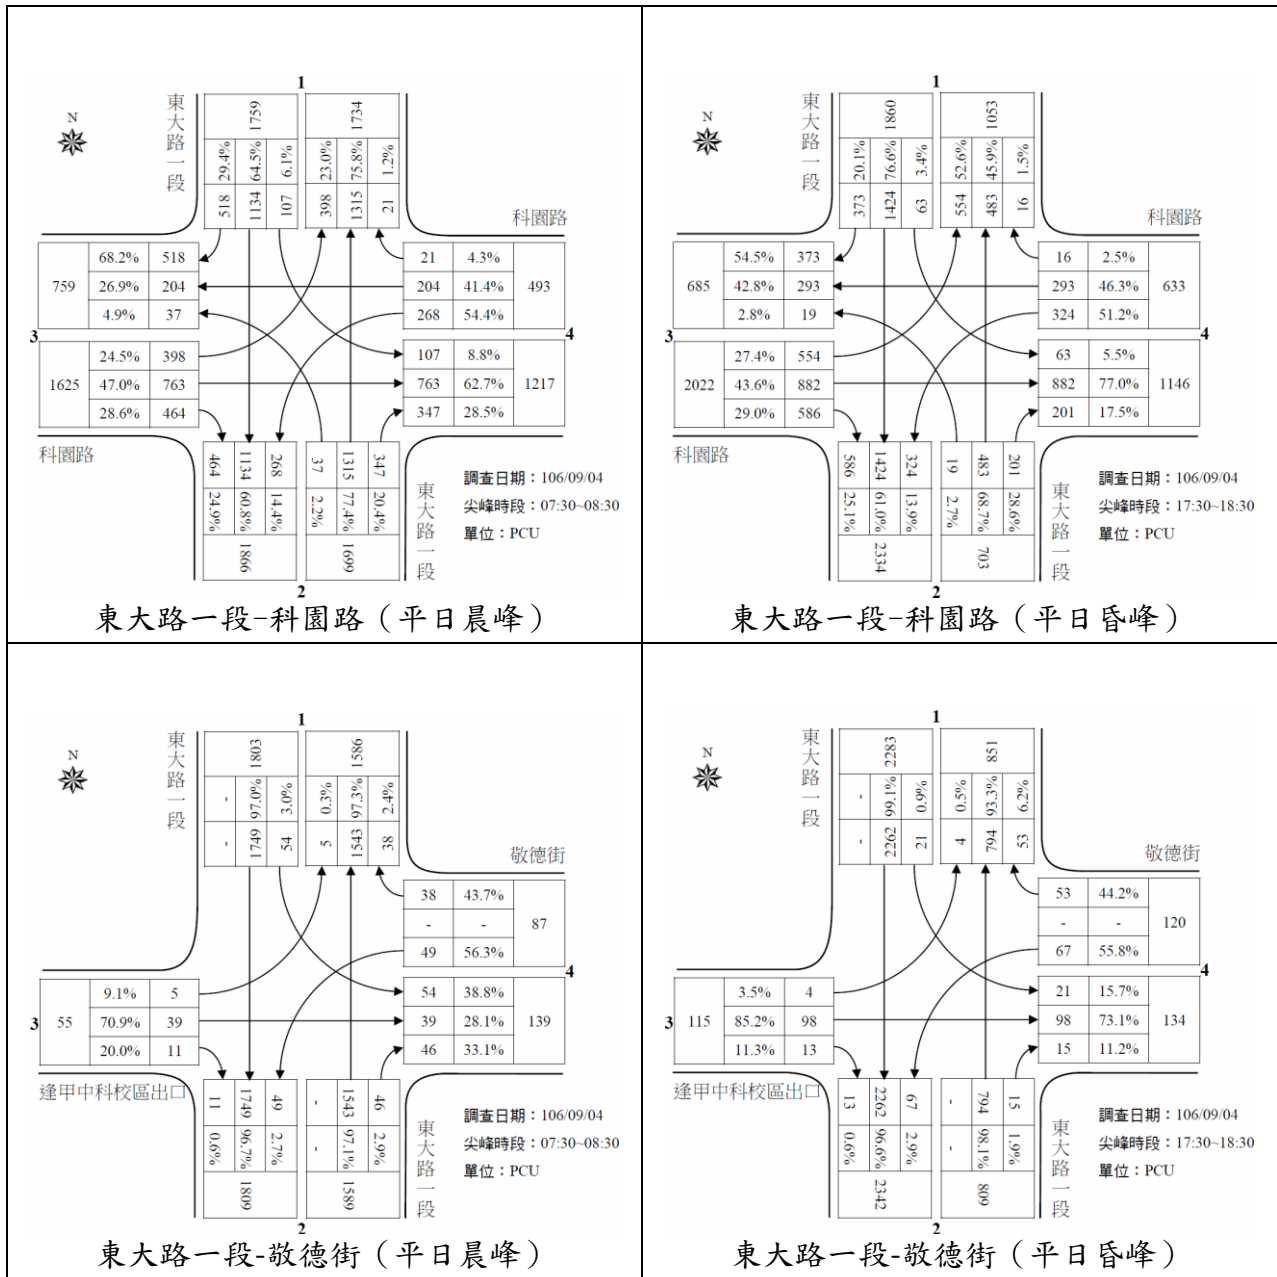 1
N
東大路一段
1759
1734
29.4% 64.5% 6.1% 23.0% 75.8% 1.2%
518 1134 107 398 1315 21
科園路
759 68.2% 518
26.9% 204
4.9% 37
21 4.3% 493
204 41.4%
268 54.4%
3
4
1625 24.5% 398
47.0% 763
28.6% 464
107 8.8% 1217
763 62.7%
347 28.5%
科園路
464 1134 268 37 1315 347
24.9% 60.8% 14.4% 2.2% 77.4% 20.4%
1866
1699
東大路一段
調查日期：106/09/04
尖峰時段：07:30~08:30
單位：PCU
2
東大路一段-科園路（平日晨峰）
1
N
東大路一段
1860
1053
20.1% 76.6% 3.4% 52.6% 45.9% 1.5%
373 1424 63 554 483 16
科園路
685 54.5% 373
42.8% 293
2.8% 19
16 2.5% 633
293 46.3%
324 51.2%
3
4
2022 27.4% 554
43.6% 882
29.0% 586
63 5.5% 1146
882 77.0%
201 17.5%
科園路
586 1424 324 19 483 201
25.1% 61.0% 13.9% 2.7% 68.7% 28.6%
2334
703
東大路一段
調查日期：106/09/04
尖峰時段：17:30~18:30
單位：PCU
2
東大路一段-科園路（平日昏峰）
1
N
東大路一段
1803
1586
- 97.0% 3.0% 0.3% 97.3% 2.4%
- 1749 54 5 1543 38
敬德街
38 43.7% 87
- -
49 56.3%
4
3
55 9.1% 5
70.9% 39
20.0% 11
54 38.8% 139
39 28.1%
46 33.1%
逢甲中科校區出口
11 1749 49 - 1543 46
0.6% 96.7% 2.7% - 97.1% 2.9%
1809
1589
東大路一段
調查日期：106/09/04
尖峰時段：07:30~08:30
單位：PCU
2
東大路一段-敬德街（平日晨峰）
1
N
東大路一段
2283
851
- 99.1% 0.9% 0.5% 93.3% 6.2%
- 2262 21 4 794 53
敬德街
53 44.2% 120
- -
67 55.8%
4
3
115 3.5% 4
85.2% 98
11.3% 13
21 15.7% 134
98 73.1%
15 11.2%
逢甲中科校區出口
13 2262 67 - 794 15
0.6% 96.6% 2.9% - 98.1% 1.9%
2342
809
東大路一段
調查日期：106/09/04
尖峰時段：17:30~18:30
單位：PCU
2
東大路一段-敬德街（平日昏峰）